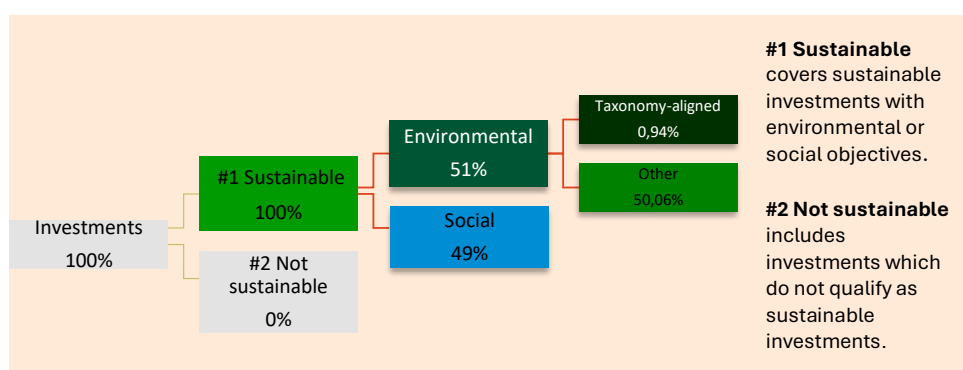 Investments
100%
#1 Sustainable
100%
#2 Not
sustainable
0%
Environmental
51%
Social
49%
Taxonomy-aligned
0,94%
Other
50,06%
#1 Sustainable
covers sustainable
investments with
environmental or
social objectives.
#2 Not sustainable
includes
investments which
do not qualify as
sustainable
investments.